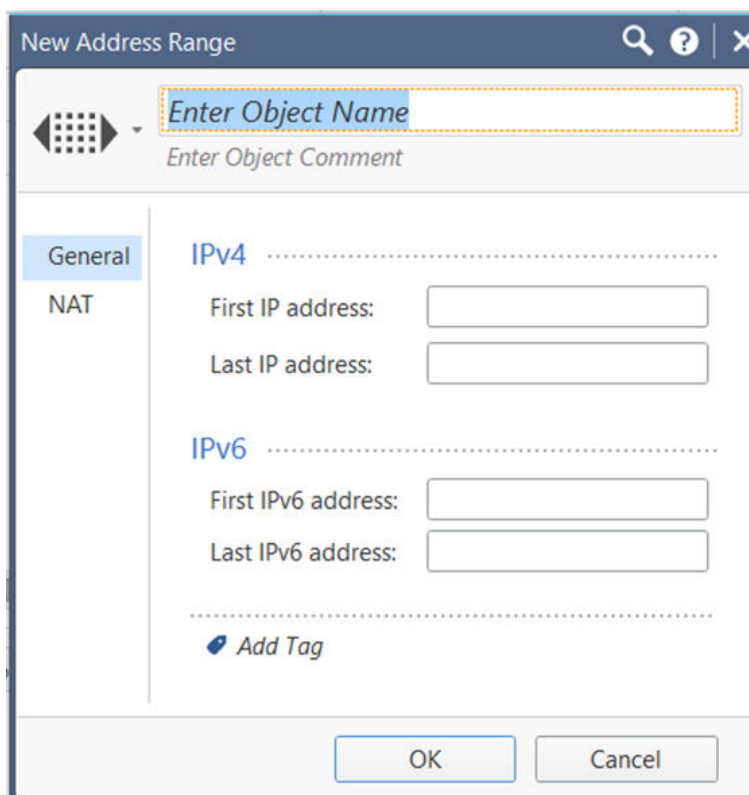 New Address Range
Enter Object Name
Enter Object Comment
General
NAT
IPv4
First IP address:
Last IP address:
IPv6
First IPv6 address:
Last IPv6 address:
Add Tag
OK Cancel